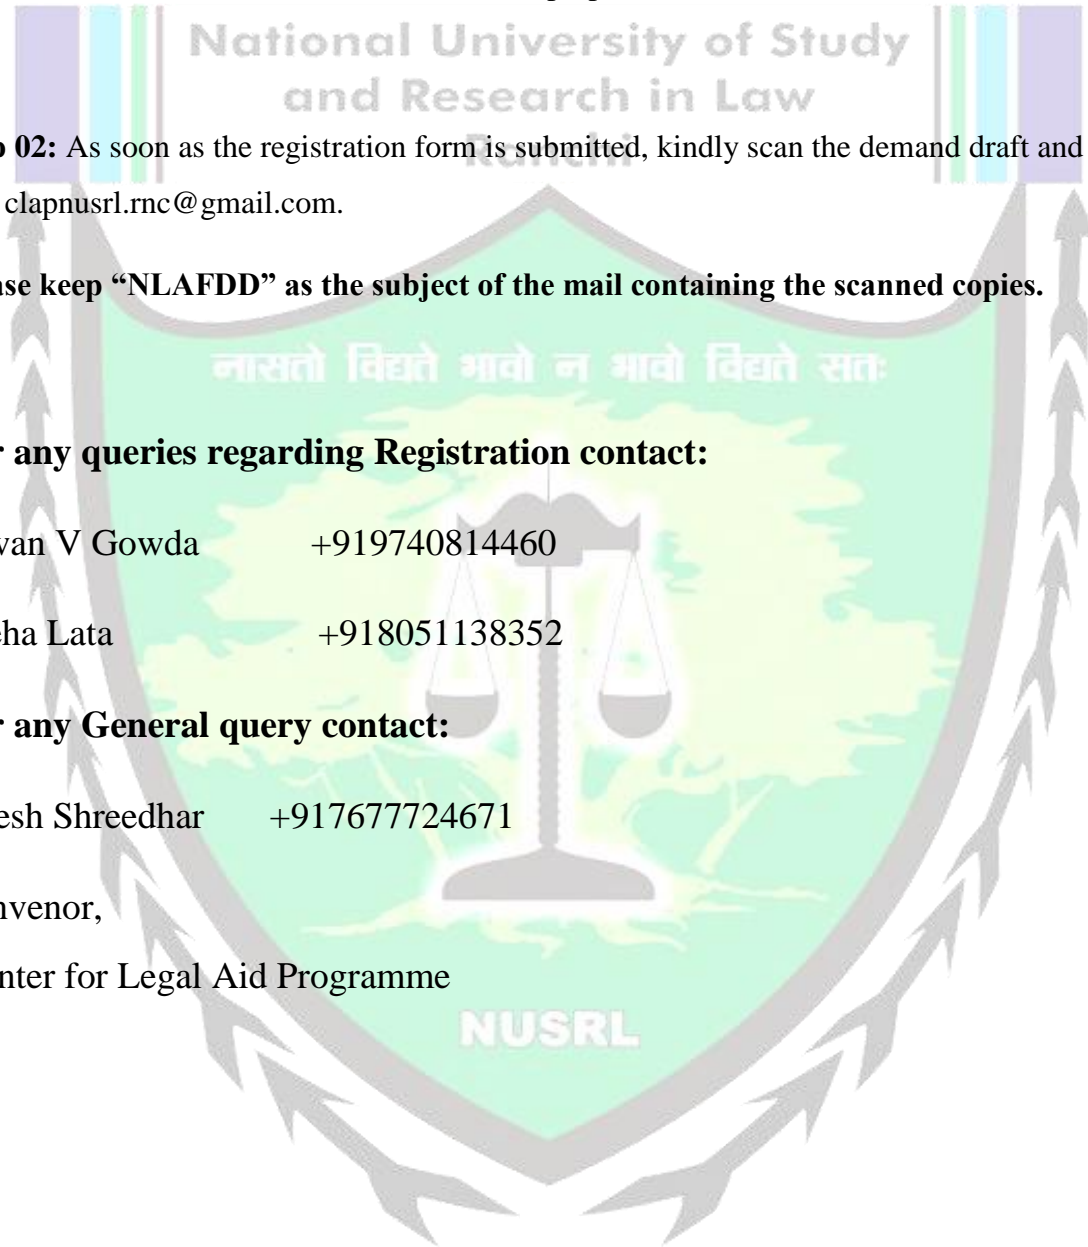 National University of Study
and Research in Law
Ranchi
02: As soon as the registration form is submitted, kindly scan the demand draft and
clapnusrl.rnc@gmail.com.
ase keep “NLAFDD” as the subject of the mail containing the scanned copies.
नासतो विद्यते भावो न भावो विद्यते सतः
r any queries regarding Registration contact:
van V Gowda +919740814460
eha Lata +918051138352
r any General query contact:
esh Shreedhar +917677724671
nvenor,
nter for Legal Aid Programme
NUSRL